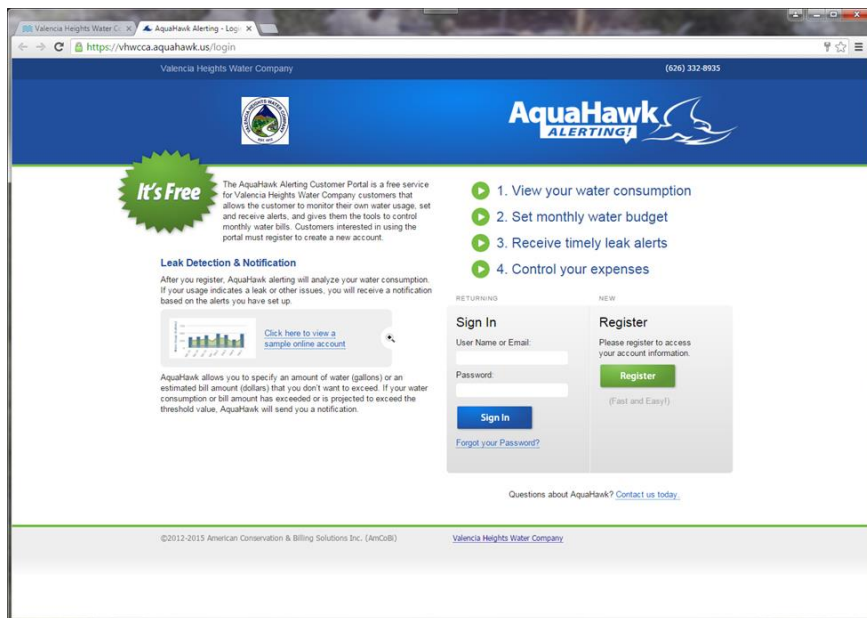 Valencia Heights Water C
AquaHawk Alerting - Logi
https://vhwcca.aquahawk.us/login
Valencia Heights Water Company
(626) 332-8935
VALENCIA HEIGHTS WATER COMPANY
AquaHawk
ALERTING!
It's Free
The AquaHawk Alerting Customer Portal is a free service
for Valencia Heights Water Company customers that
allows the customer to monitor their own water usage, set
and receive alerts, and gives them the tools to control
monthly water bills. Customers interested in using the
portal must register to create a new account.
Leak Detection & Notification
After you register, AquaHawk alerting will analyze your water consumption.
If your usage indicates a leak or other issues, you will receive a notification
based on the alerts you have set up.
Click here to view a
sample online account
AquaHawk allows you to specify an amount of water (gallons) or an
estimated bill amount (dollars) that you don't want to exceed. If your water
consumption or bill amount has exceeded or is projected to exceed the
threshold value, AquaHawk will send you a notification.
1. View your water consumption
2. Set monthly water budget
3. Receive timely leak alerts
4. Control your expenses
RETURNING
Sign In
User Name or Email:
Password:
Sign In
Forgot your Password?
NEW
Register
Please register to access
your account information.
Register
(Fast and Easy!)
Questions about AquaHawk? Contact us today.
©2012-2015 American Conservation & Billing Solutions Inc. (AmCoBi)
Valencia Heights Water Company